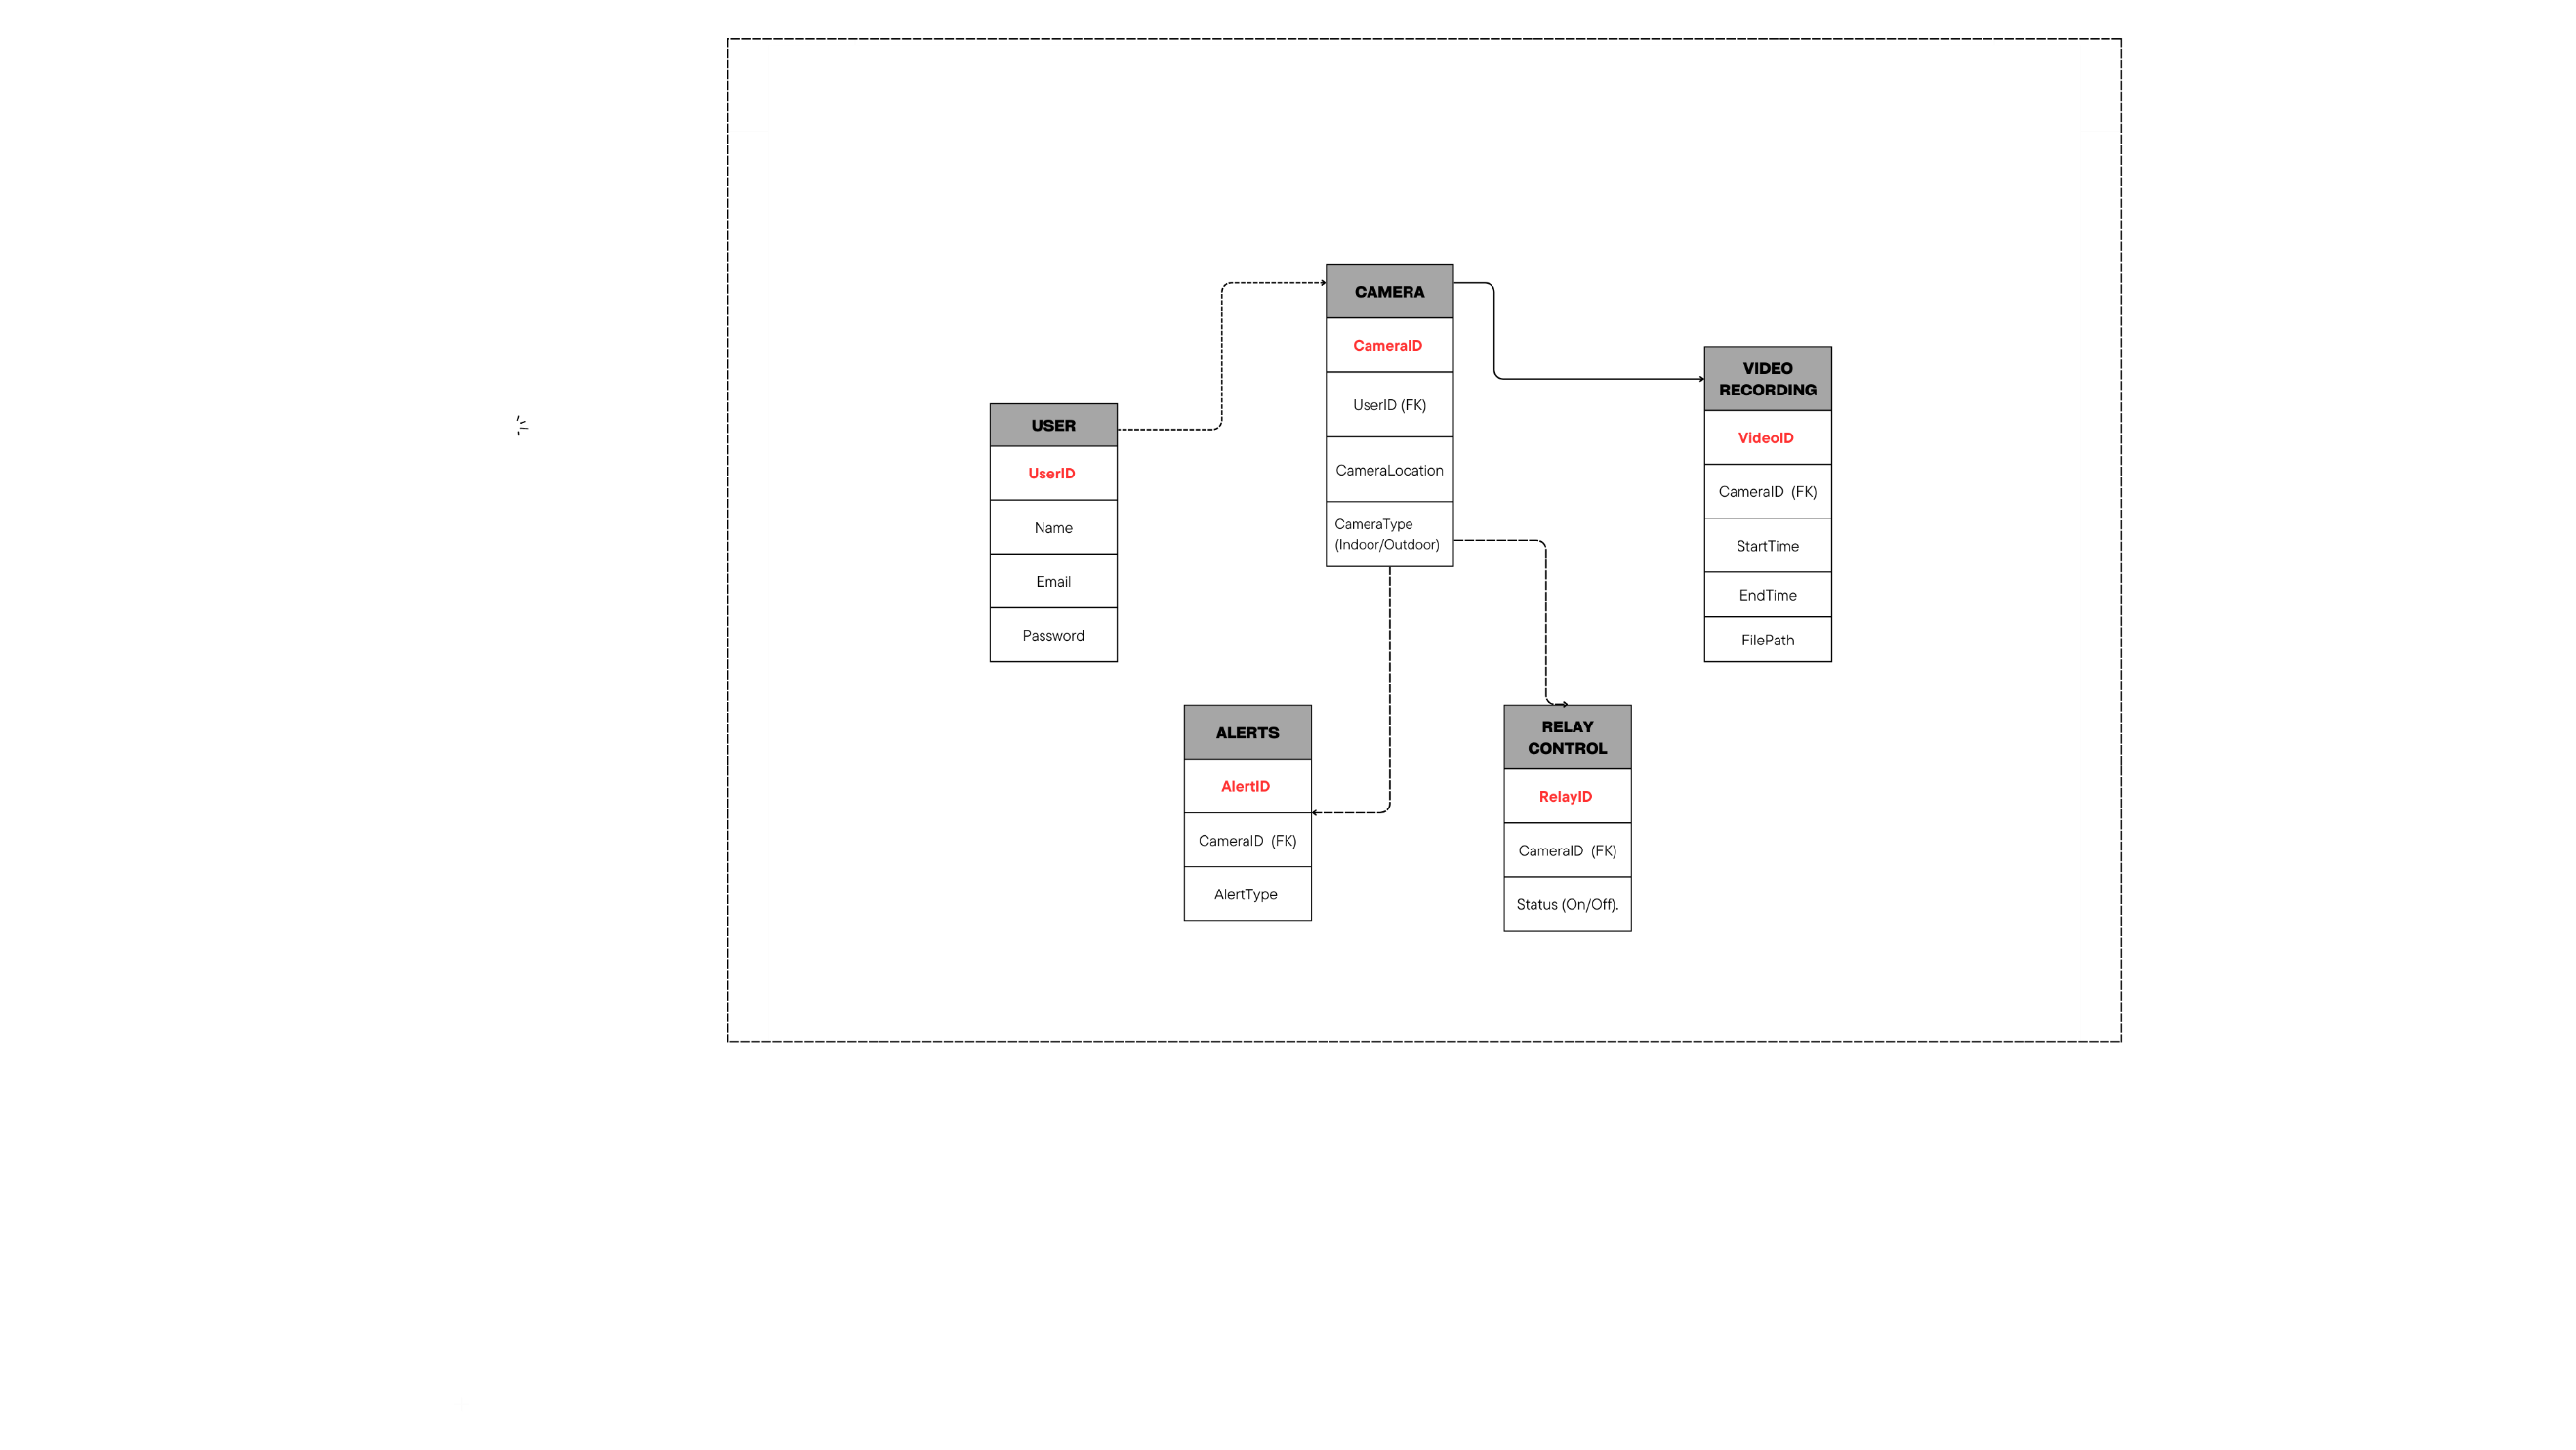 CAMERA
CameraID
UserID (FK)
CameraLocation
CameraType
(Indoor/Outdoor)
VIDEO
RECORDING
VideoID
CameraID (FK)
StartTime
EndTime
FilePath
USER
UserID
Name
Email
Password
ALERTS
AlertID
CameraID (FK)
AlertType
RELAY
CONTROL
RelayID
CameraID (FK)
Status (On/Off).